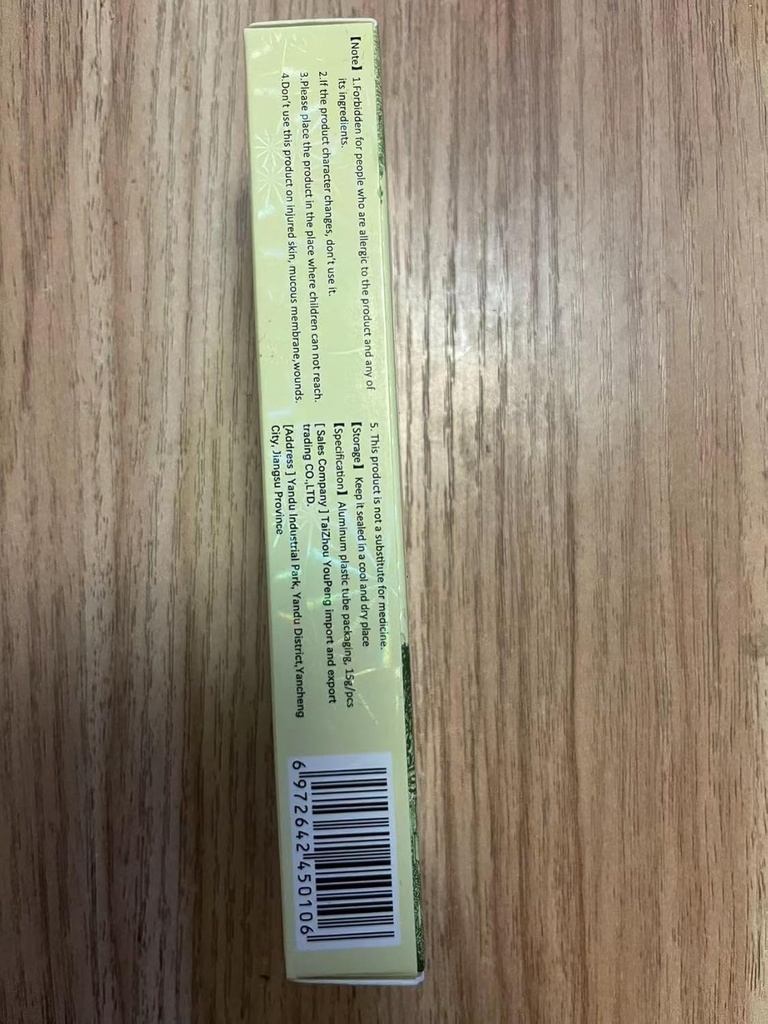 【Note】 1.Forbidden for people who are allergic to the product and any of
its ingredients.
2.If the product character changes, don't use it.
3.Please place the product in the place where children can not reach.
4.Don't use this product on injured skin, mucous membrane,wounds.
5. This product is not a substitute for medicine.
【Storage】 Keep it sealed in a cool and dry place
【Specification】 Aluminum plastic tube packaging, 15g/pcs
[ Sales Company ] TaiZhou YouPeng import and export
trading CO.,LTD.
[Address ] Yandu Industrial Park, Yandu District,Yancheng
City, Jiangsu Province
6 972642 450106